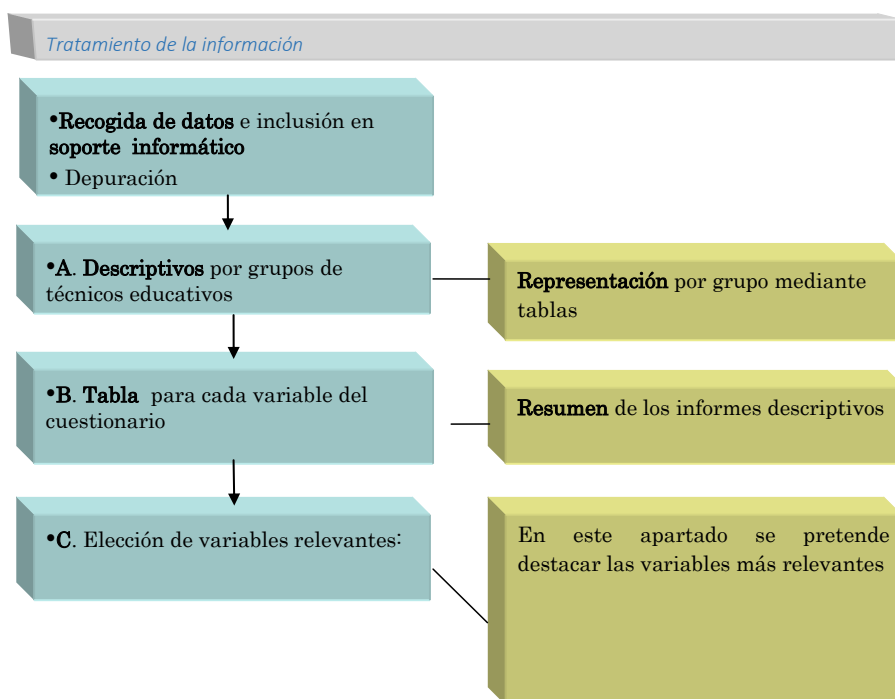 Tratamiento de la información
•Recogida de datos e inclusión en
soporte informático
• Depuración
•A. Descriptivos por grupos de
técnicos educativos
Representación por grupo mediante
tablas
•B. Tabla para cada variable del
cuestionario
Resumen de los informes descriptivos
•C. Elección de variables relevantes:
En este apartado se pretende
destacar las variables más relevantes